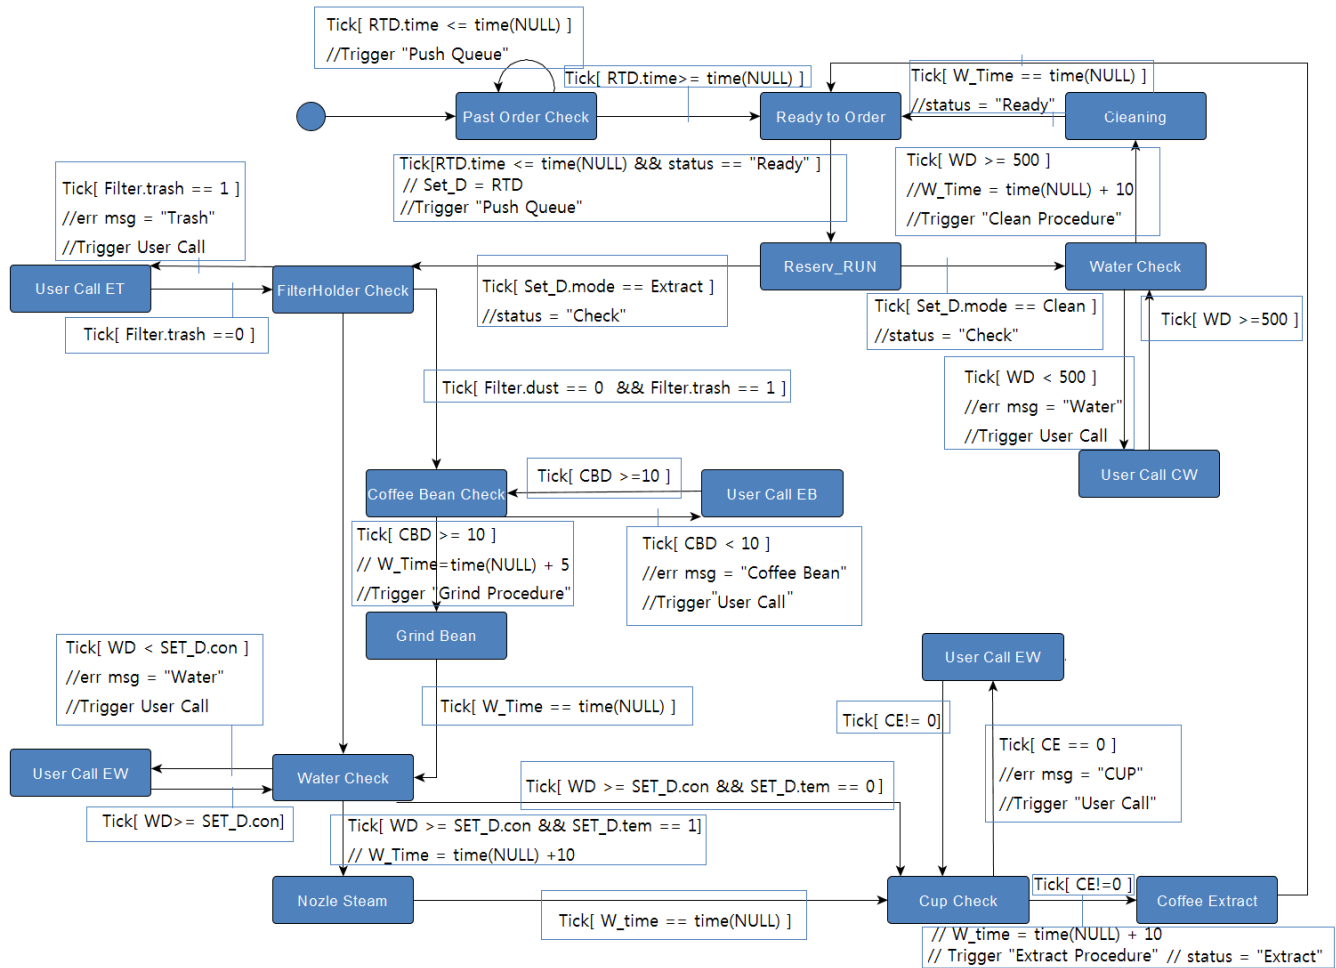 Tick[ RTD.time <= time(NULL) ]
//Trigger "Push Queue"
Tick[ RTD.time>= time(NULL) ]
Tick[ W_Time == time(NULL) ]
//status = "Ready"
Past Order Check
Ready to Order
Cleaning
Tick[RTD.time <= time(NULL) && status == "Ready" ]
// Set_D = RTD
//Trigger "Push Queue"
Tick[ WD >= 500 ]
//W_Time = time(NULL) + 10
//Trigger "Clean Procedure"
Tick[ Filter.trash == 1 ]
//err msg = "Trash"
//Trigger User Call
User Call ET
FilterHolder Check
Reserv_RUN
Water Check
Tick[ Filter.trash ==0 ]
Tick[ Set_D.mode == Extract ]
//status = "Check"
Tick[ Set_D.mode == Clean ]
//status = "Check"
Tick[ WD >=500 ]
Tick[ Filter.dust == 0 && Filter.trash == 1 ]
Tick[ WD < 500 ]
//err msg = "Water"
//Trigger User Call
User Call CW
Tick[ CBD >=10 ]
Coffee Bean Check
User Call EB
Tick[ CBD >= 10 ]
// W_Time=time(NULL) + 5
//Trigger "Grind Procedure"
Tick[ CBD < 10 ]
//err msg = "Coffee Bean"
//Trigger"User Call"
Grind Bean
Tick[ WD < SET_D.con ]
//err msg = "Water"
//Trigger User Call
User Call EW
Tick[ W_Time == time(NULL) ]
Tick[ CE!= 0]
Tick[ CE == 0 ]
//err msg = "CUP"
//Trigger "User Call"
User Call EW
Water Check
Tick[ WD >= SET_D.con && SET_D.tem == 0 ]
Tick[ WD>= SET_D.con]
Tick[ WD >= SET_D.con && SET_D.tem == 1]
// W_Time = time(NULL) +10
Nozle Steam
Cup Check
Tick[ CE!=0 ]
Coffee Extract
Tick[ W_time == time(NULL) ]
// W_time = time(NULL) + 10
// Trigger "Extract Procedure" // status = "Extract"